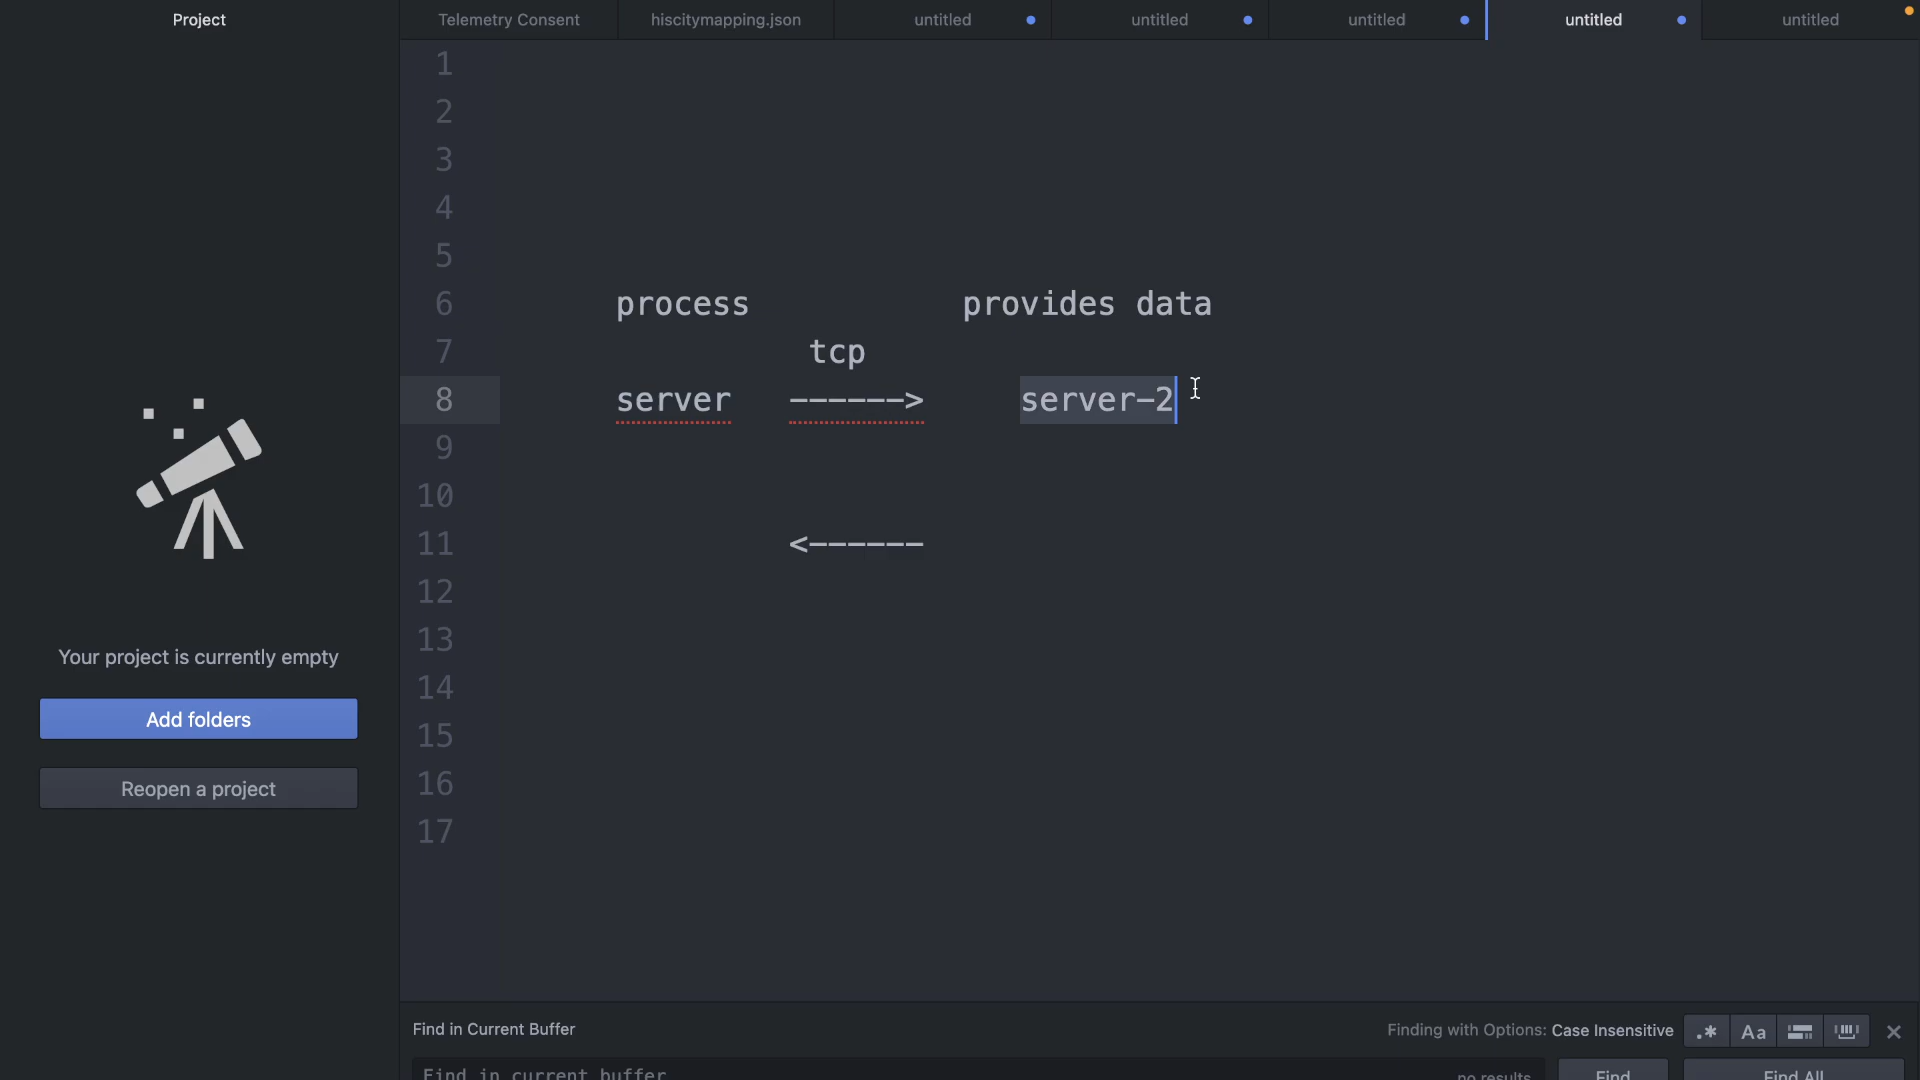 Project
Telemetry Consent
hiscitymapping.json
untitled
untitled
untitled
untitled
untitled
1
2
3
4
5
6 process provides data
7 tcp
8 server ------> server-2
9
10
11 <------
12
13
14
15
16
17
Your project is currently empty
Add folders
Reopen a project
Find in Current Buffer
Finding with Options: Case Insensitive
.*
Aa
Find in current buffer
no results
Find
Find All